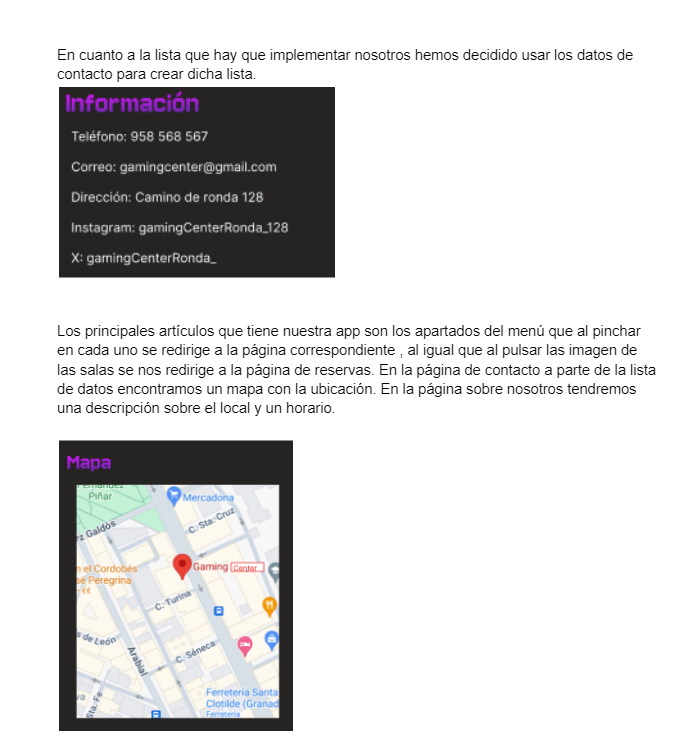 En cuanto a la lista que hay que implementar nosotros hemos decidido usar los datos de
contacto para crear dicha lista.
Información
Teléfono: 958 568 567
Correo: gamingcenter@gmail.com
Dirección: Camino de ronda 128
Instagram: gamingCenterRonda_128
X: gamingCenterRonda_
Los principales artículos que tiene nuestra app son los apartados del menú que al pinchar
en cada uno se redirige a la página correspondiente , al igual que al pulsar las imagen de
las salas se nos redirige a la página de reservas. En la página de contacto a parte de la lista
de datos encontramos un mapa con la ubicación. En la página sobre nosotros tendremos
una descripción sobre el local y un horario.
Mapa
Piñar
Mercadona
C. Sta. Cruz
z Galdós
Gaming Center
n el Cordobés
sé Peregrina
€€
C. Turina
s de León
Arabial
C. Séneca
va
Sta. Fe
Ferretería Santa
Clotilde (Granad
Ferretería